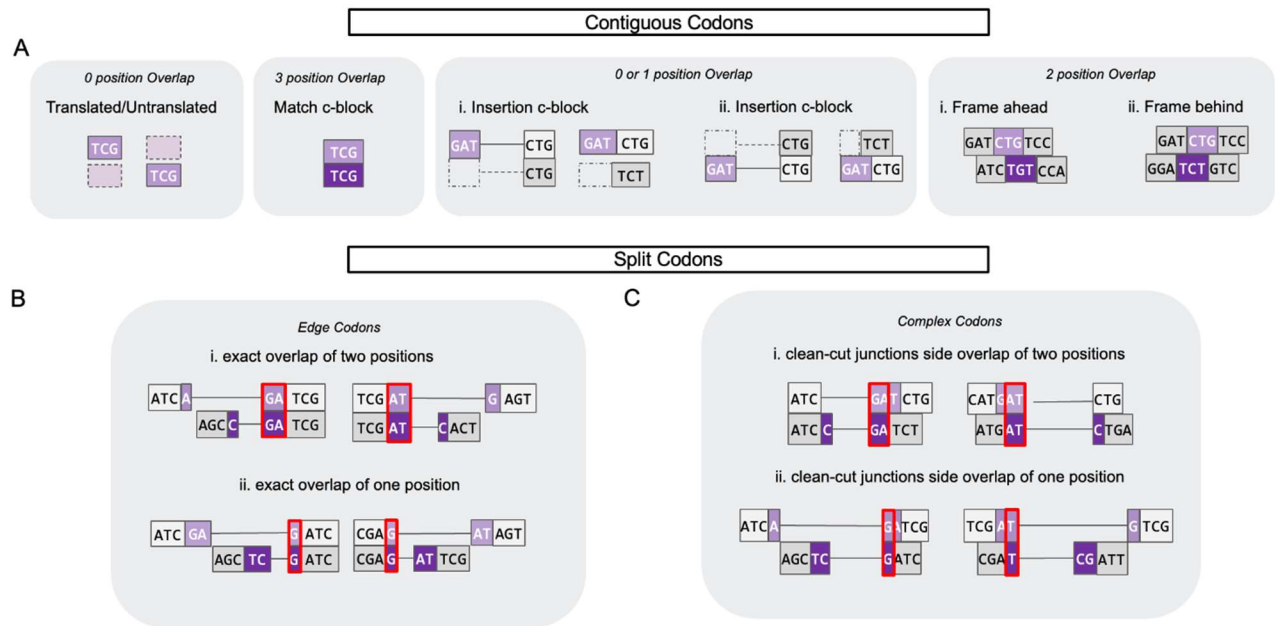 Contiguous Codons
A
0 position Overlap
Translated/Untranslated
TCG
TCG
3 position Overlap
Match c-block
TCG
TCG
0 or 1 position Overlap
i. Insertion c-block
GAT CTG GAT CTG
CTG TCT
ii. Insertion c-block
CTG TCT
GAT CTG GAT CTG
2 position Overlap
i. Frame ahead
GAT CTG TCC
ATC TGT CCA
ii. Frame behind
GAT CTG TCC
GGA TCT GTC
Split Codons
B
Edge Codons
i. exact overlap of two positions
ATC A GA TCG TCG AT G AGT
AGC C GA TCG TCG AT C ACT
ii. exact overlap of one position
ATC GA G ATC CGA G AT AGT
AGC TC G ATC CGA G AT TCG
C
Complex Codons
i. clean-cut junctions side overlap of two positions
ATC GAT CTG CAT GAT CTG
ATC C GA TCT ATG AT C TGA
ii. clean-cut junctions side overlap of one position
ATC A GA TCG TCG AT G TCG
AGC TC G ATC CGA T CG ATT